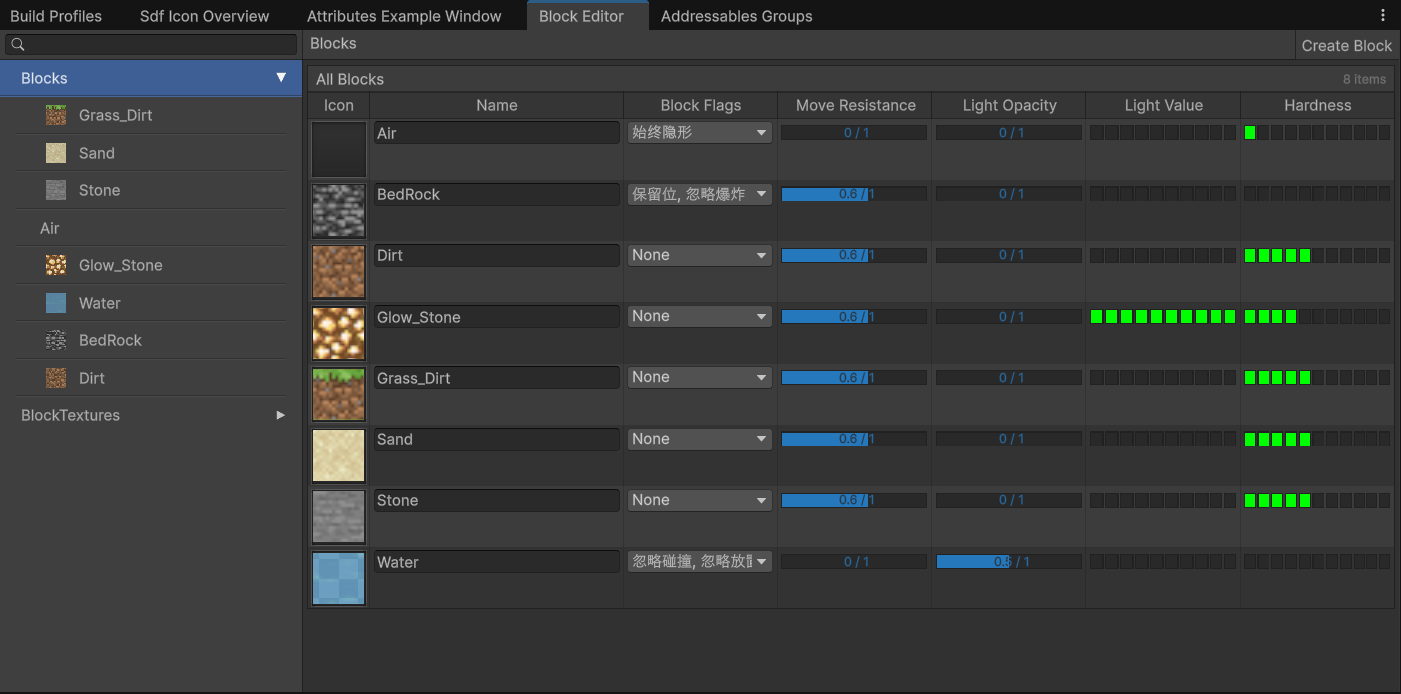 Build Profiles Sdf Icon Overview Attributes Example Window Block Editor Addressables Groups
Blocks Create Block
Blocks
Grass_Dirt
Sand
Stone
Air
Glow_Stone
Water
BedRock
Dirt
BlockTextures
All Blocks 8 items
Icon Name Block Flags Move Resistance Light Opacity Light Value Hardness
Air 始终隐形 0 / 1 0 / 1
BedRock 保留位, 忽略爆炸 0.6 / 1 0 / 1
Dirt None 0.6 / 1 0 / 1
Glow_Stone None 0.6 / 1 0 / 1
Grass_Dirt None 0.6 / 1 0 / 1
Sand None 0.6 / 1 0 / 1
Stone None 0.6 / 1 0 / 1
Water 忽略碰撞, 忽略放 0 / 1 0.5 / 1